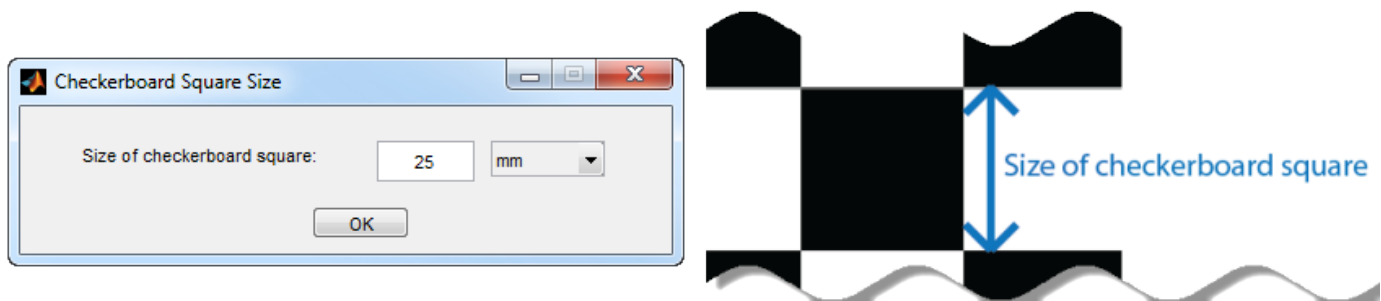 Checkerboard Square Size
Size of checkerboard square:
25
mm
OK
Size of checkerboard square